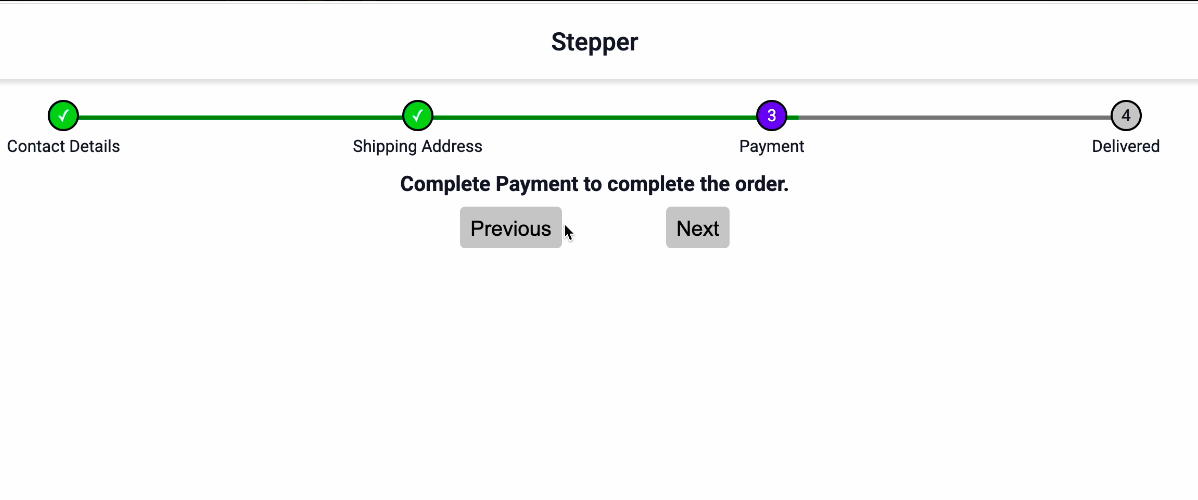 Stepper
✓ ✓ 3 4
Contact Details Shipping Address Payment Delivered
Complete Payment to complete the order.
Previous Next